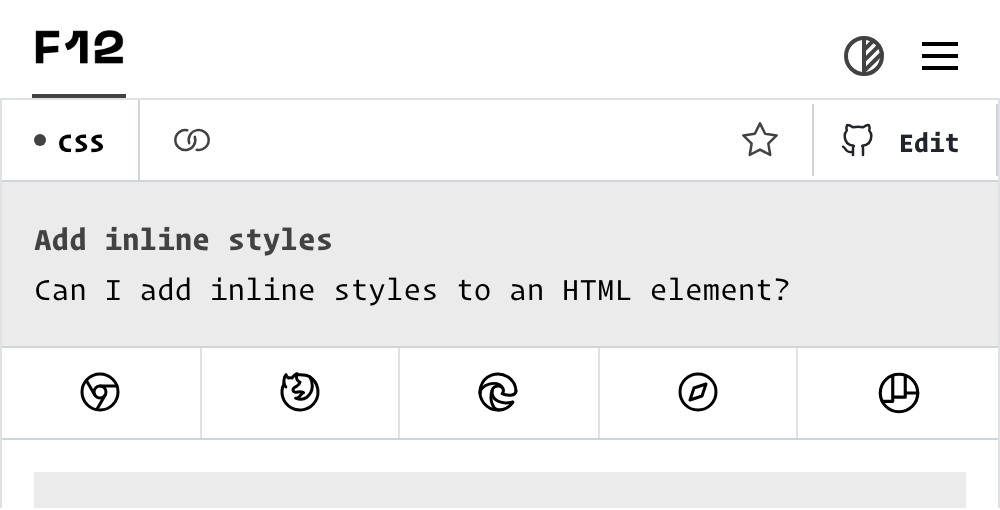 F12
css
Edit
Add inline styles
Can I add inline styles to an HTML element?